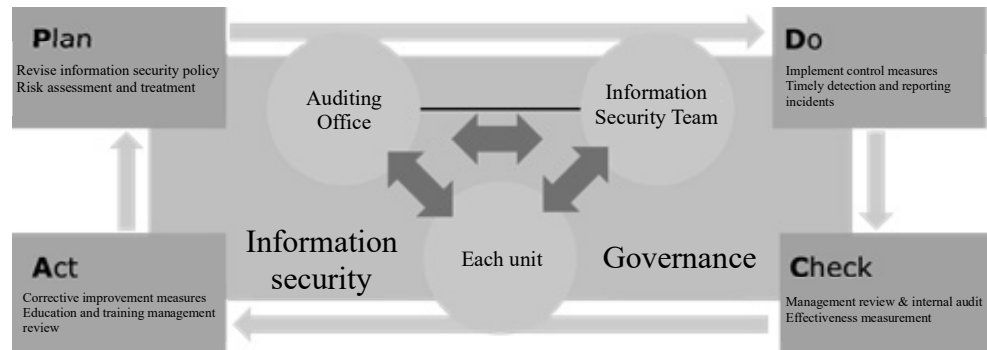 Plan
Revise information security policy
Risk assessment and treatment
Auditing
Office
Information
Security Team
Do
Implement control measures
Timely detection and reporting
incidents
Information
security
Each unit
Governance
Act
Corrective improvement measures
Education and training management
review
Check
Management review & internal audit
Effectiveness measurement